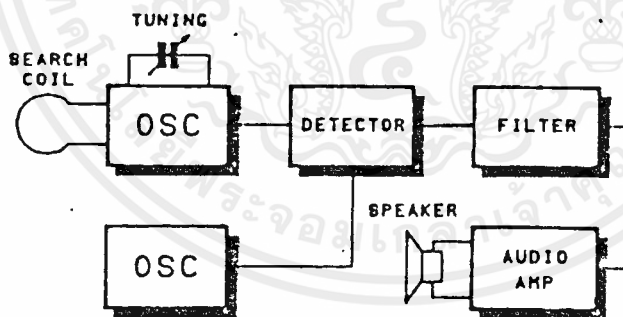 TUNING
SEARCH
COIL
OSC
DETECTOR
FILTER
OSC
SPEAKER
AUDIO
AMP